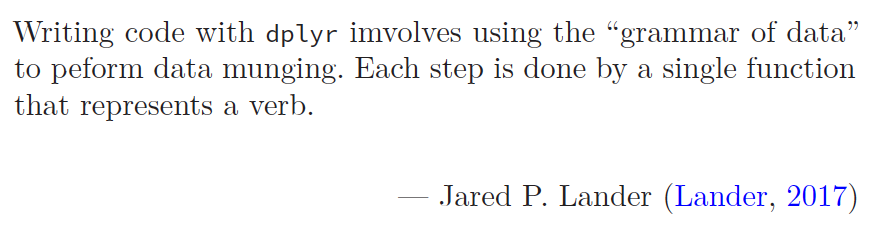 Writing code with dplyr imvolves using the “grammar of data”
to peform data munging. Each step is done by a single function
that represents a verb.
— Jared P. Lander (Lander, 2017)